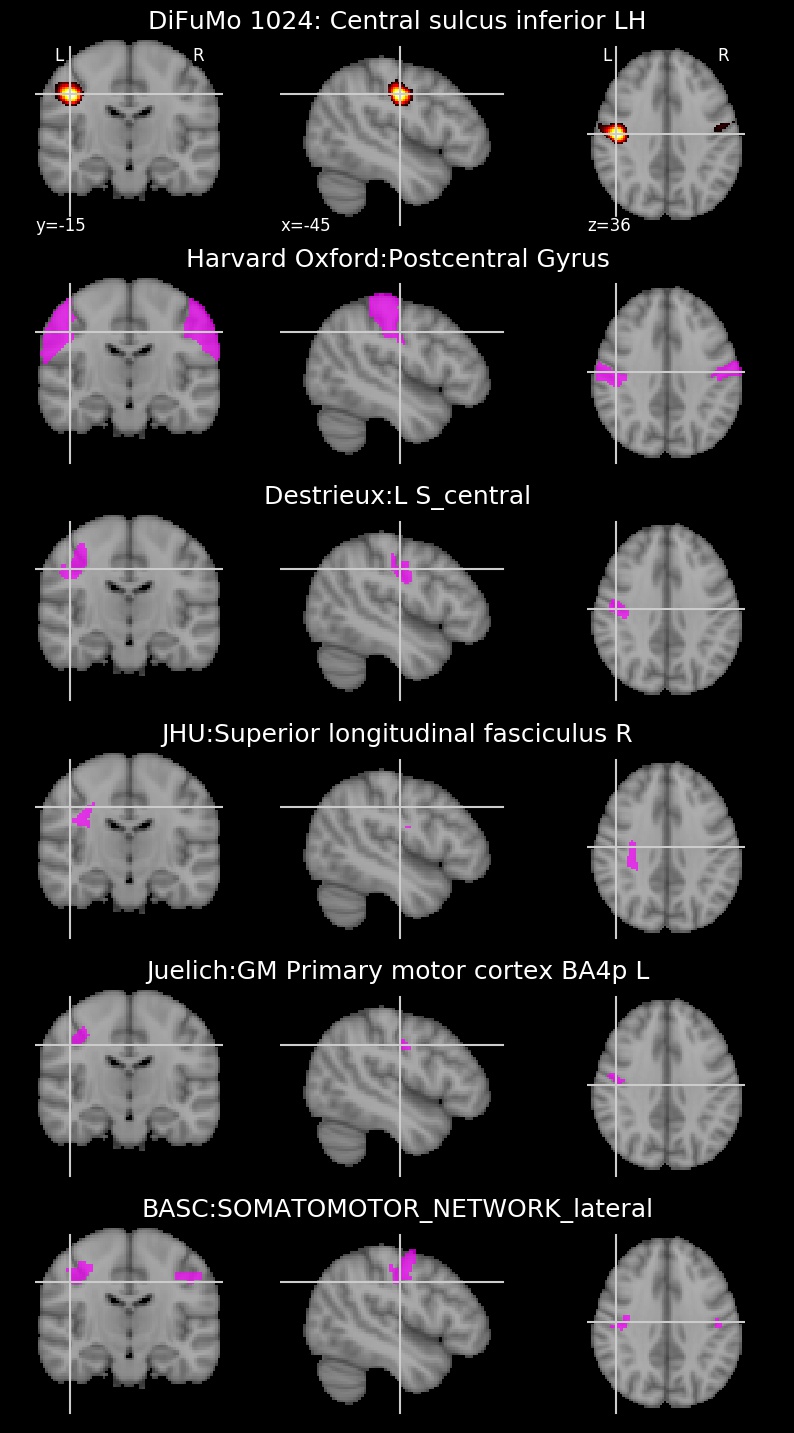 DiFuMo 1024: Central sulcus inferior LH
L R L R
y=-15 x=-45 z=36
Harvard Oxford:Postcentral Gyrus
Destrieux:L S_central
JHU:Superior longitudinal fasciculus R
Juelich:GM Primary motor cortex BA4p L
BASC:SOMATOMOTOR_NETWORK_lateral